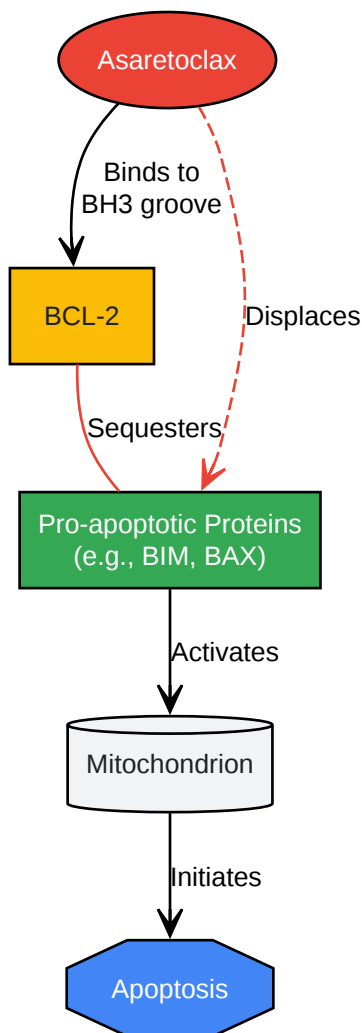 Asaretoclax
Binds to
BH3 groove
BCL-2
Displaces
Sequesters
Pro-apoptotic Proteins
(e.g., BIM, BAX)
Activates
Mitochondrion
Initiates
Apoptosis